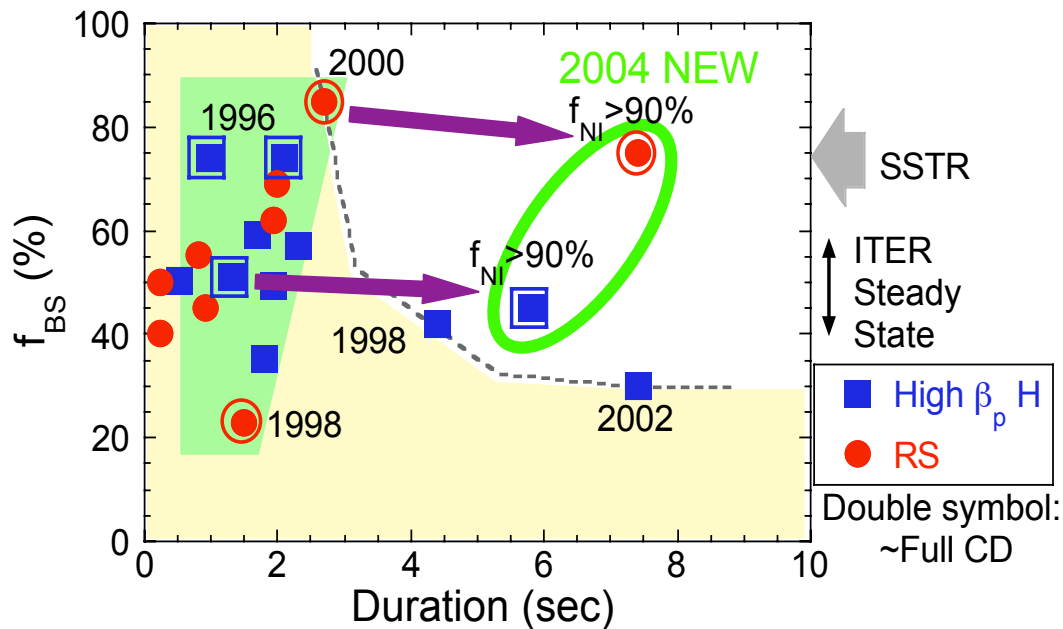 100
80
60
40
20
0
f_BS (%)
0
2
4
6
8
10
Duration (sec)
2000
2004 NEW
1996
f_NI >90%
f_NI >90%
1998
1998
2002
SSTR
ITER
Steady
State
High β_p H
RS
Double symbol:
~Full CD